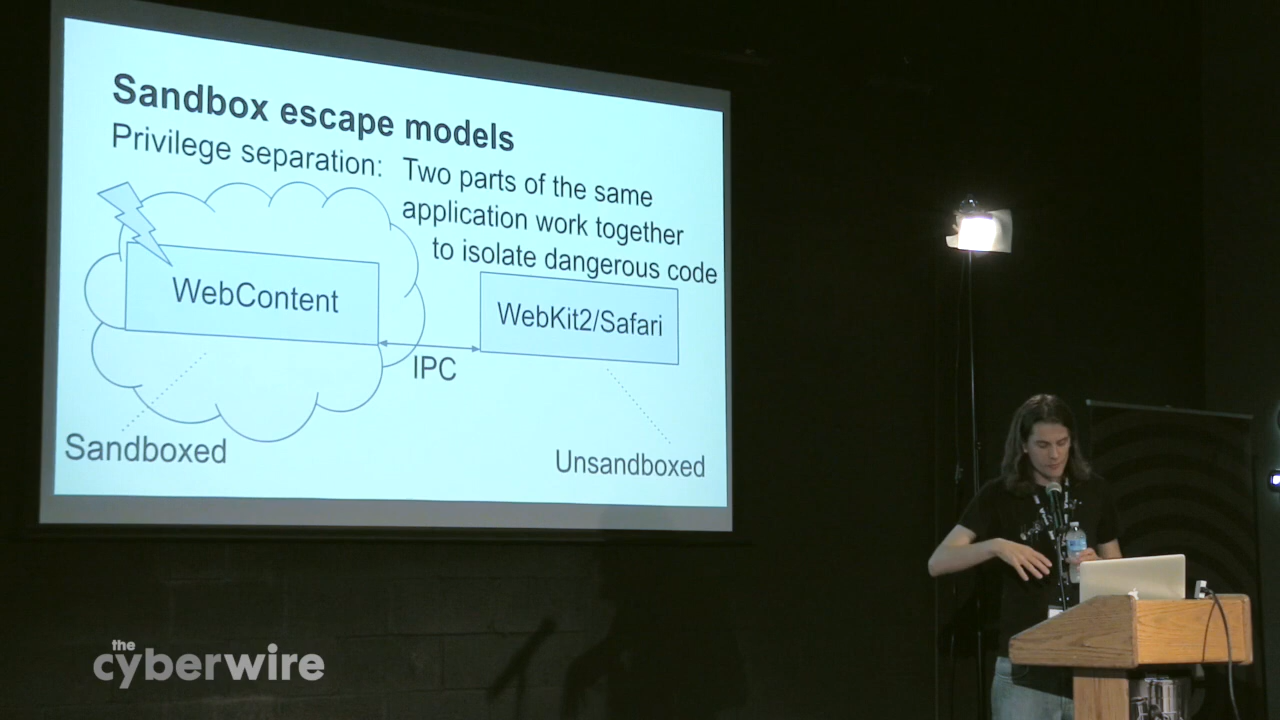 Sandbox escape models
Privilege separation: Two parts of the same
application work together
to isolate dangerous code
WebContent
WebKit2/Safari
IPC
Sandboxed
Unsandboxed
the
cyberwire